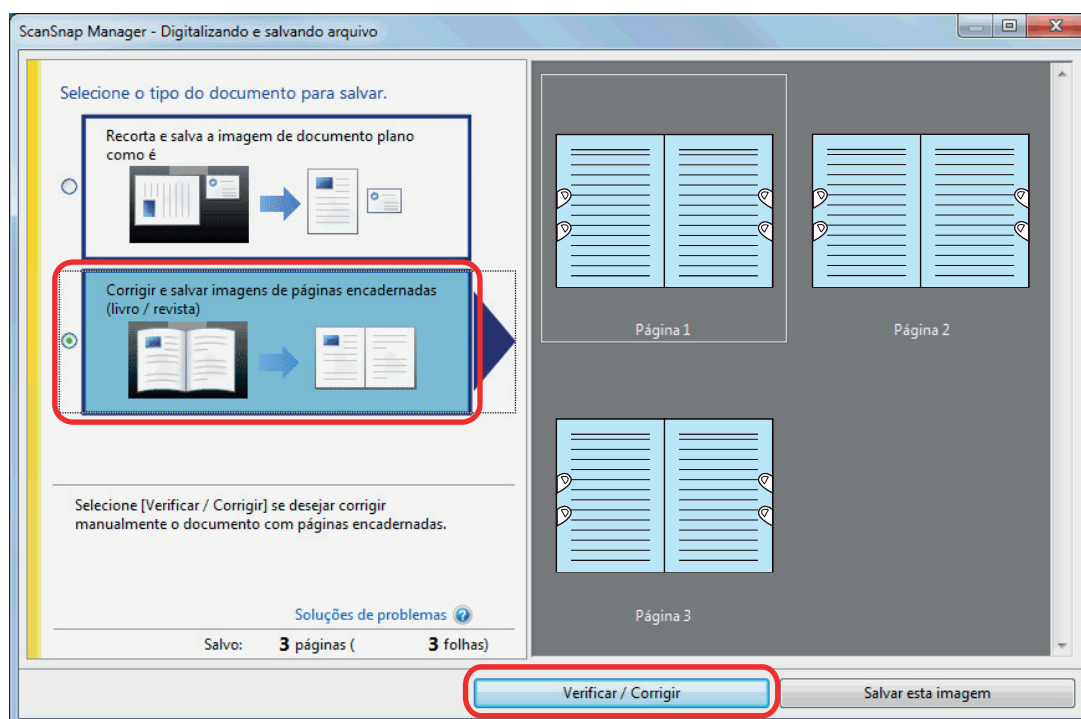 ScanSnap Manager - Digitalizando e salvando arquivo
Selecione o tipo do documento para salvar.
Recorta e salva a imagem de documento plano
como é
Corrigir e salvar imagens de páginas encadernadas
(livro / revista)
Selecione [Verificar / Corrigir] se desejar corrigir
manualmente o documento com páginas encadernadas.
Soluções de problemas
Salvo: 3 páginas ( 3 folhas)
Página 1
Página 2
Página 3
Verificar / Corrigir
Salvar esta imagem